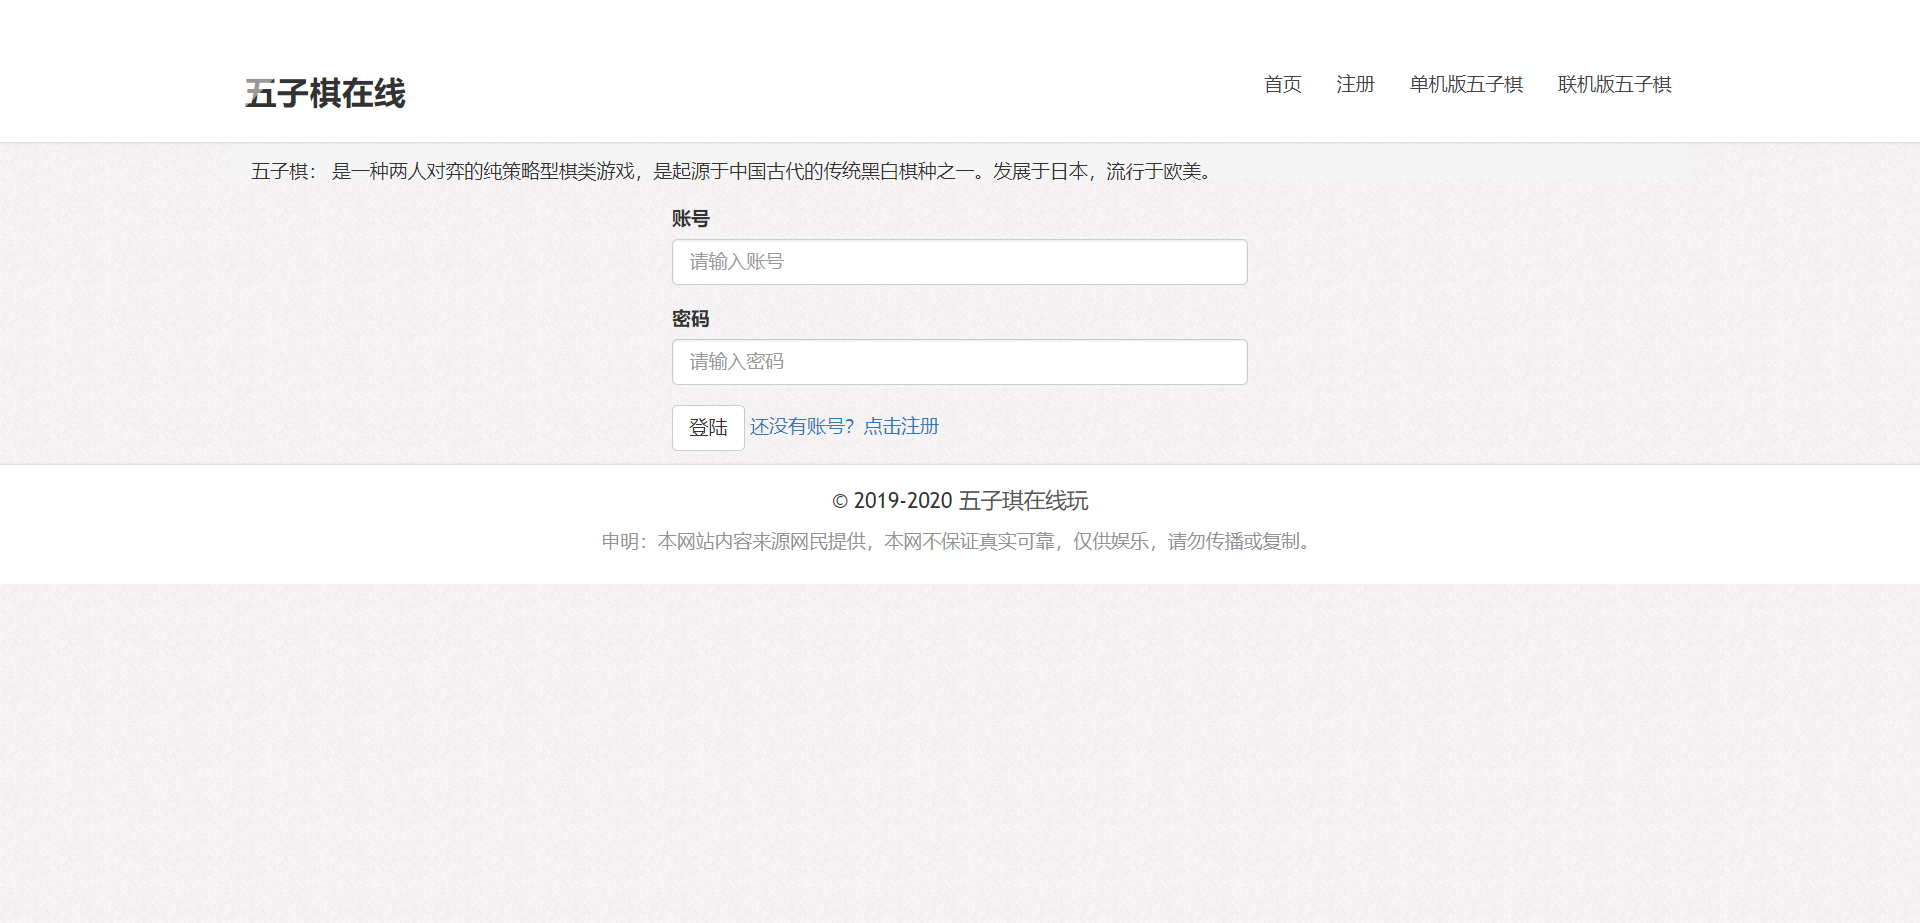 五子棋在线
首页 注册 单机版五子棋 联机版五子棋
五子棋： 是一种两人对弈的纯策略型棋类游戏，是起源于中国古代的传统黑白棋种之一。发展于日本，流行于欧美。
账号
请输入账号
密码
请输入密码
登陆 还没有账号？点击注册
© 2019-2020 五子琪在线玩
申明：本网站内容来源网民提供，本网不保证真实可靠，仅供娱乐，请勿传播或复制。